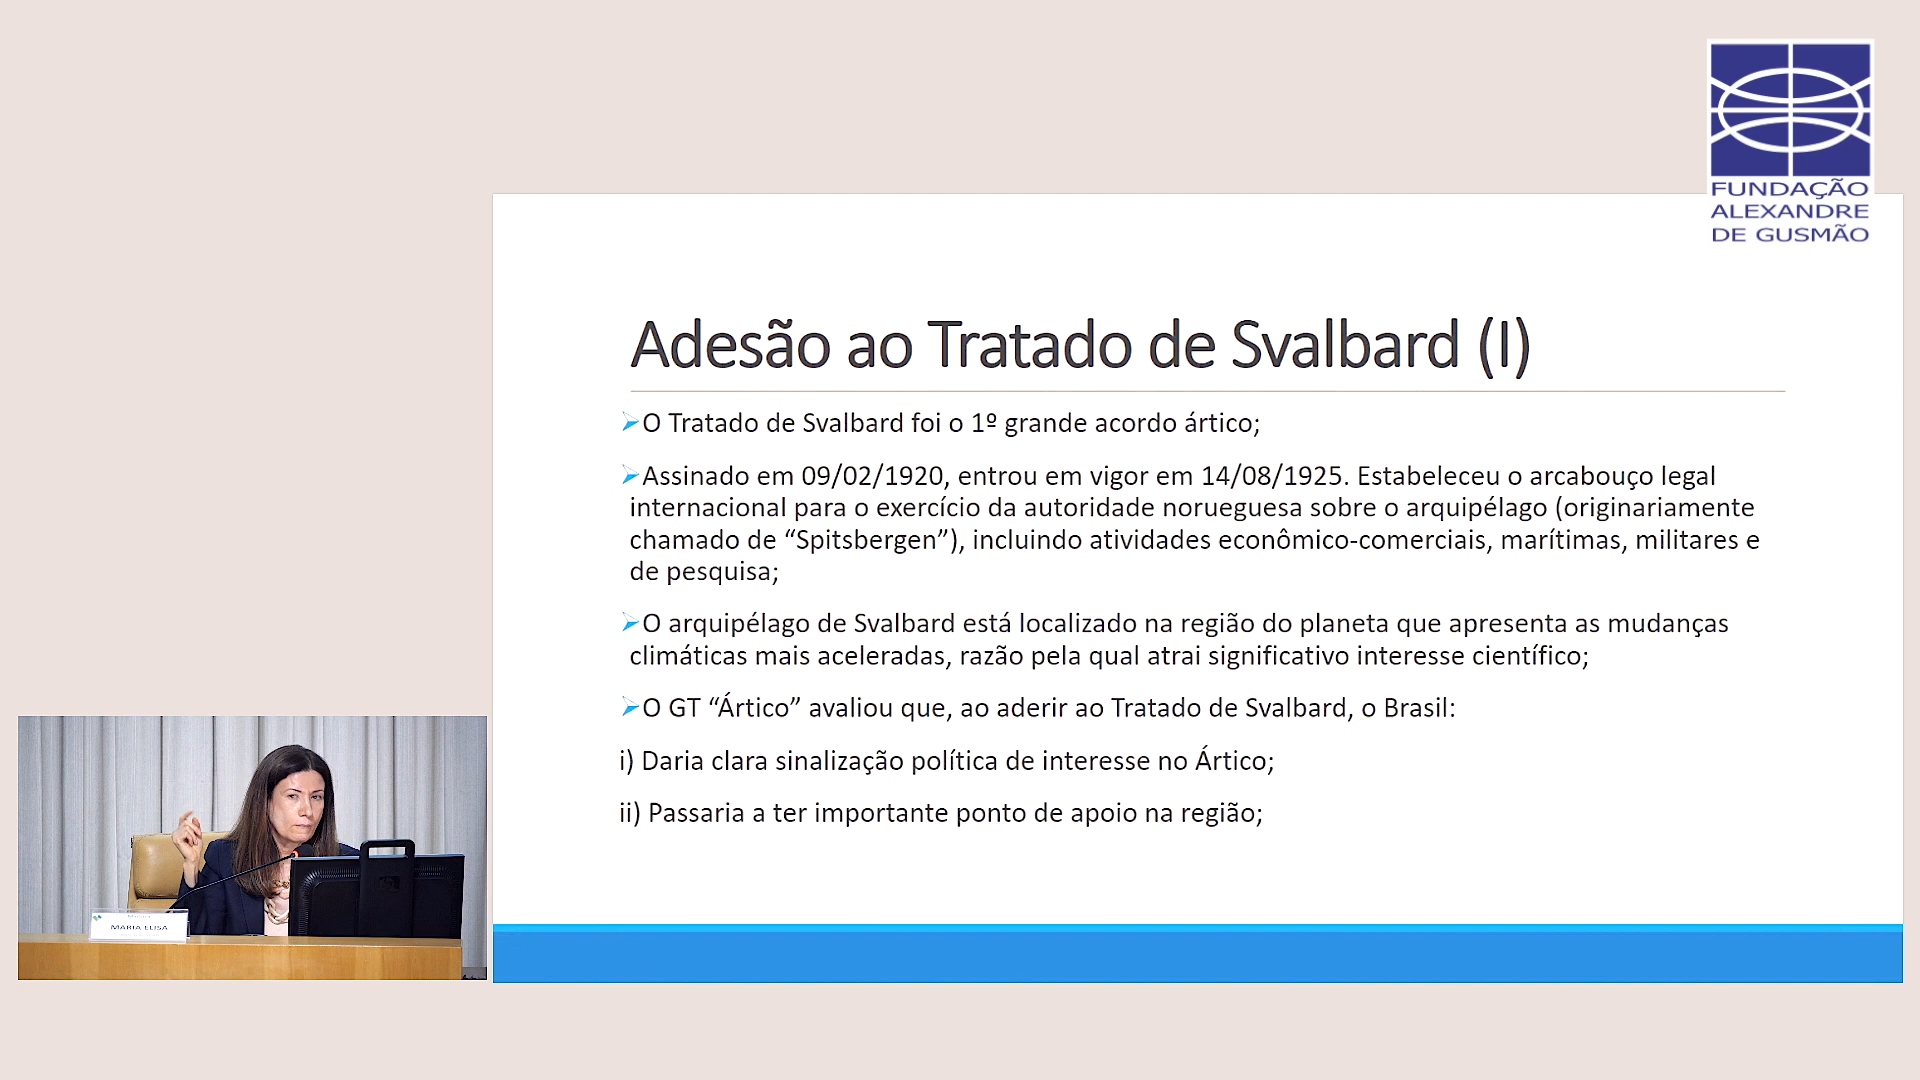 FUNDAÇÃO
ALEXANDRE
DE GUSMÃO
Adesão ao Tratado de Svalbard (I)
O Tratado de Svalbard foi o 1º grande acordo ártico;
Assinado em 09/02/1920, entrou em vigor em 14/08/1925. Estabeleceu o arcabouço legal
internacional para o exercício da autoridade norueguesa sobre o arquipélago (originariamente
chamado de “Spitsbergen”), incluindo atividades econômico-comerciais, marítimas, militares e
de pesquisa;
O arquipélago de Svalbard está localizado na região do planeta que apresenta as mudanças
climáticas mais aceleradas, razão pela qual atrai significativo interesse científico;
O GT “Ártico” avaliou que, ao aderir ao Tratado de Svalbard, o Brasil:
i) Daria clara sinalização política de interesse no Ártico;
ii) Passaria a ter importante ponto de apoio na região;
MARIA ELISA